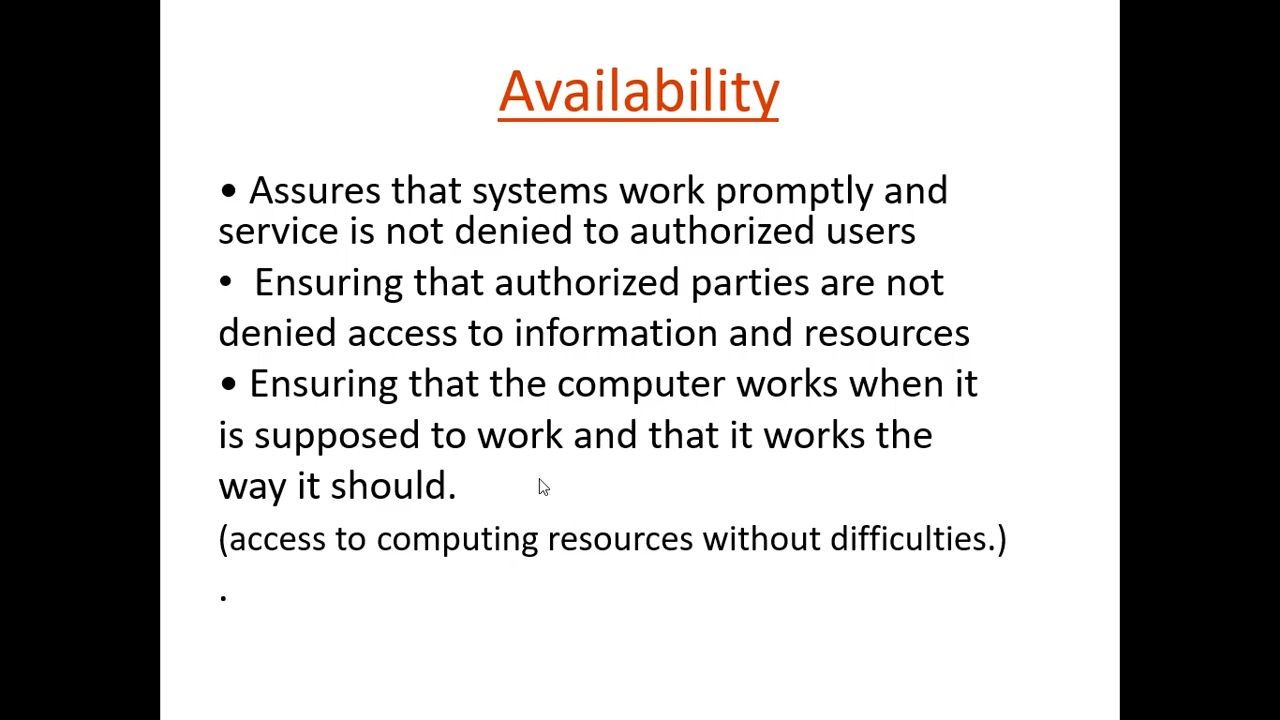 Availability
• Assures that systems work promptly and
service is not denied to authorized users
• Ensuring that authorized parties are not
denied access to information and resources
• Ensuring that the computer works when it
is supposed to work and that it works the
way it should.
(access to computing resources without difficulties.)
.